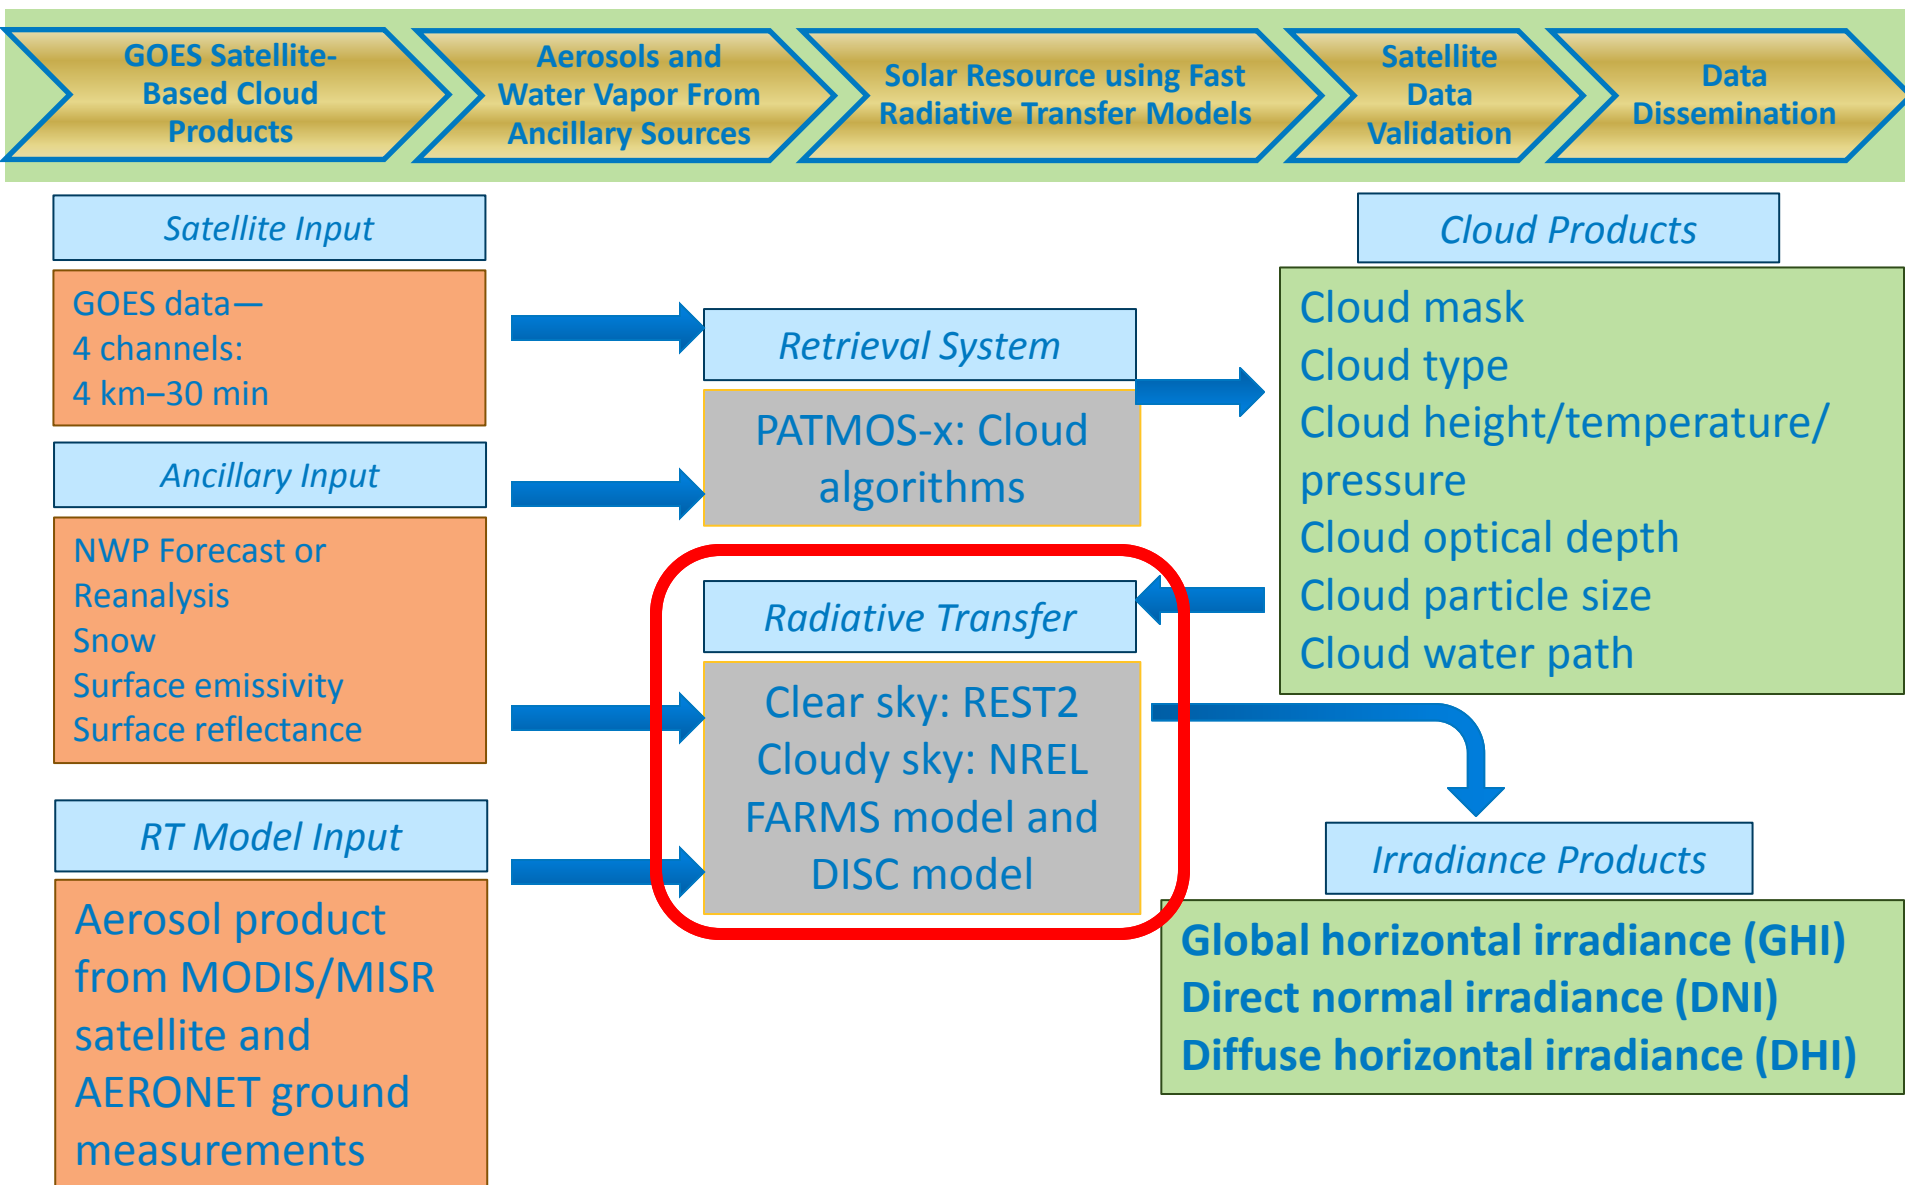 GOES Satellite-
Based Cloud
Products
Aerosols and
Water Vapor From
Ancillary Sources
Solar Resource using Fast
Radiative Transfer Models
Satellite
Data
Validation
Data
Dissemination
Satellite Input
GOES data—
4 channels:
4 km–30 min
Ancillary Input
NWP Forecast or
Reanalysis
Snow
Surface emissivity
Surface reflectance
RT Model Input
Aerosol product
from MODIS/MISR
satellite and
AERONET ground
measurements
Retrieval System
PATMOS-x: Cloud
algorithms
Radiative Transfer
Clear sky: REST2
Cloudy sky: NREL
FARMS model and
DISC model
Cloud Products
Cloud mask
Cloud type
Cloud height/temperature/
pressure
Cloud optical depth
Cloud particle size
Cloud water path
Irradiance Products
Global horizontal irradiance (GHI)
Direct normal irradiance (DNI)
Diffuse horizontal irradiance (DHI)